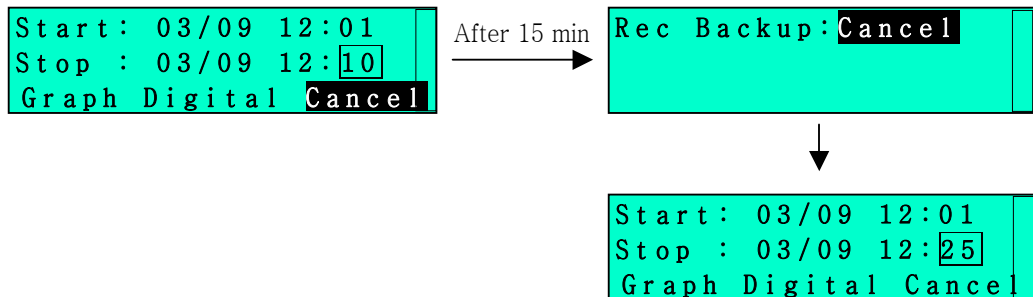 Start: 03/09 12:01
Stop : 03/09 12:10
Graph Digital Cancel
After 15 min
Rec Backup:Cancel
Start: 03/09 12:01
Stop : 03/09 12:25
Graph Digital Cancel